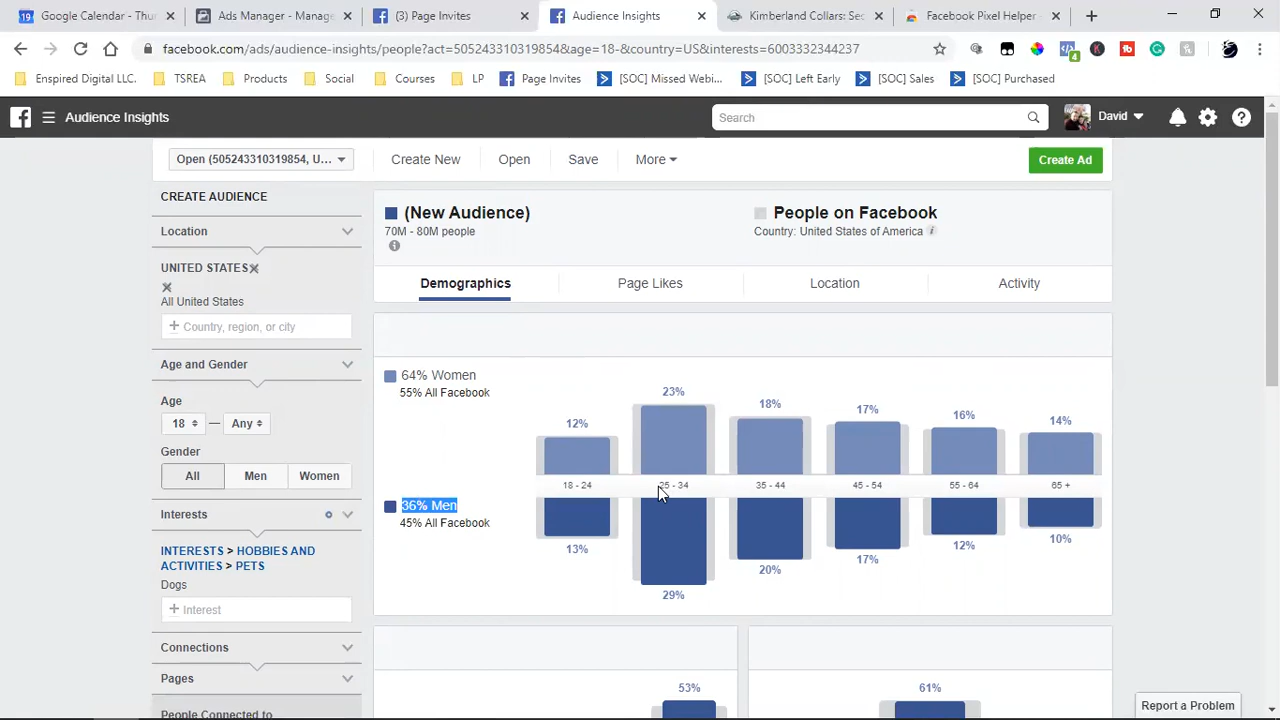 Google Calendar - Thu
Ads Manager - Manage
(3) Page Invites
Audience Insights
Kimberland Collars: Sec
Facebook Pixel Helper -
facebook.com/ads/audience-insights/people?act=505243310319854&age=18-&country=US&interests=6003332344237
4
K
Enspired Digital LLC.
TSREA
Products
Social
Courses
LP
Page Invites
[SOC] Missed Webi...
[SOC] Left Early
[SOC] Sales
[SOC] Purchased
Audience Insights
Search
David
Open (505243310319854, U...
Create New
Open
Save
More
Create Ad
CREATE AUDIENCE
Location
UNITED STATES
All United States
Country, region, or city
Age and Gender
Age
18 — Any
Gender
All Men Women
Interests
INTERESTS > HOBBIES AND
ACTIVITIES > PETS
Dogs
Interest
Connections
Pages
People Connected to
(New Audience)
70M - 80M people
People on Facebook
Country: United States of America
Demographics
Page Likes
Location
Activity
64% Women
55% All Facebook
12% 23% 18% 17% 16% 14%
18 - 24 25 - 34 35 - 44 45 - 54 55 - 64 65 +
36% Men
45% All Facebook
13% 29% 20% 17% 12% 10%
53%
61%
Report a Problem